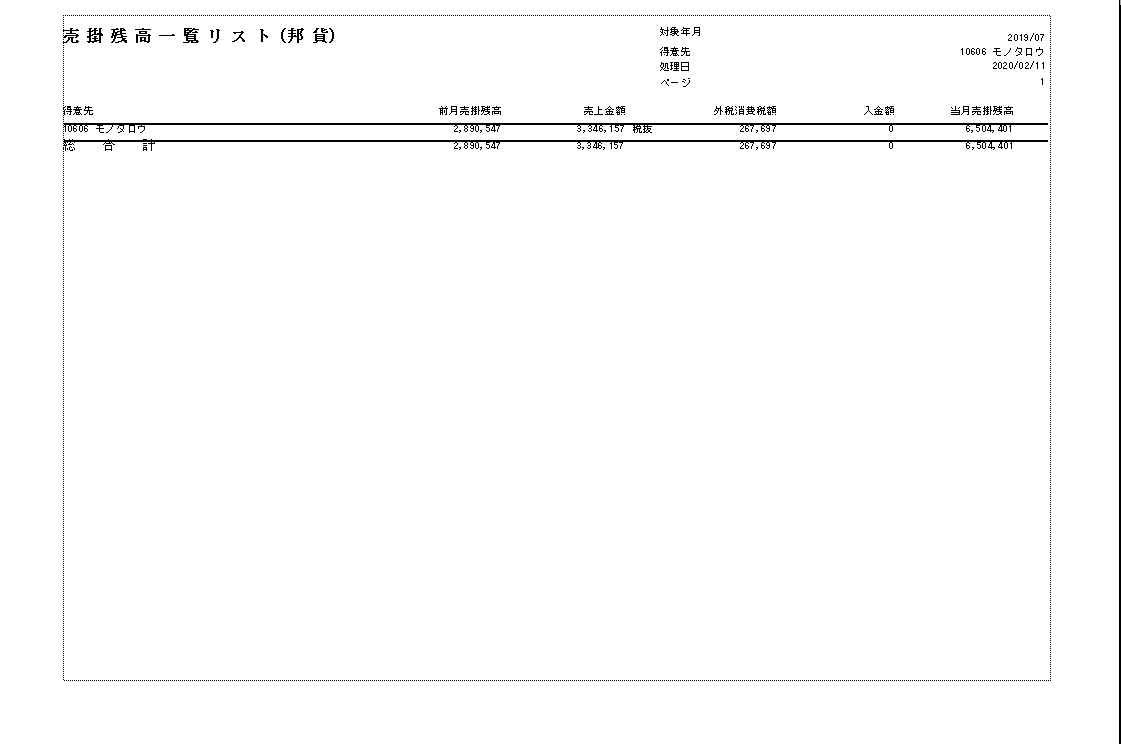 売掛残高一覧リスト(邦貨)
対象年月 2019/07
得意先 10606 モノタロウ
処理日 2020/02/11
ページ 1
得意先 前月売掛残高 売上金額 外税消費税額 入金額 当月売掛残高
10606 モノタロウ 2,890,547 3,346,157 税抜 267,697 0 6,504,401
総 合 計 2,890,547 3,346,157 267,697 0 6,504,401